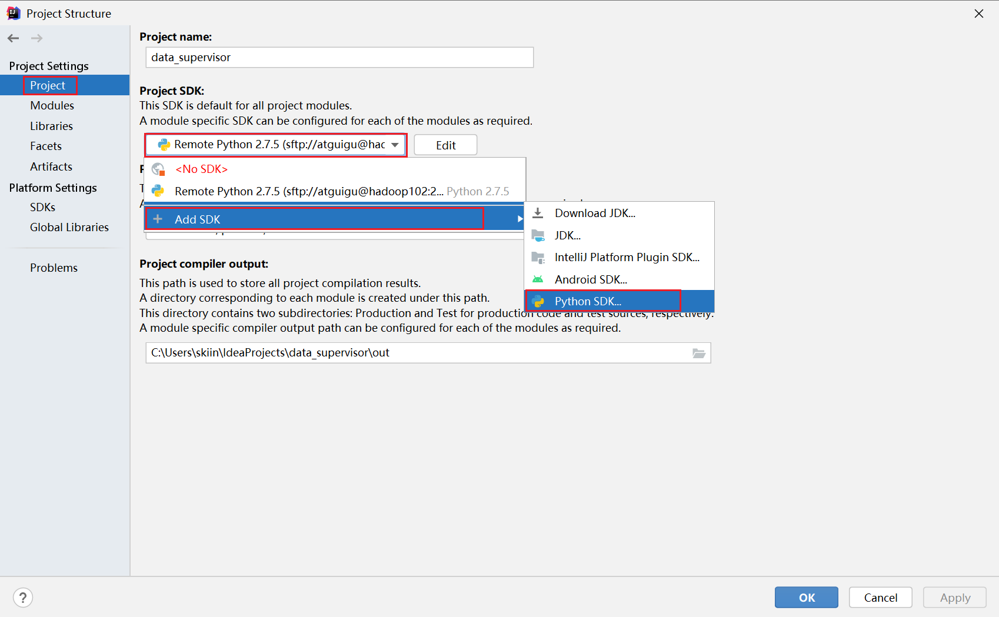 Project Structure
Project Settings
Project
Modules
Libraries
Facets
Artifacts
Platform Settings
SDKs
Global Libraries
Problems
Project name:
data_supervisor
Project SDK:
This SDK is default for all project modules.
A module specific SDK can be configured for each of the modules as required.
Remote Python 2.7.5 (sftp://atguigu@hac
Edit
<No SDK>
Remote Python 2.7.5 (sftp://atguigu@hadoop102:2... Python 2.7.5
Add SDK
Download JDK...
JDK...
IntelliJ Platform Plugin SDK...
Android SDK...
Python SDK...
Project compiler output:
This path is used to store all project compilation results.
A directory corresponding to each module is created under this path.
This directory contains two subdirectories: Production and Test for production code and test sources, respectively.
A module specific compiler output path can be configured for each of the modules as required.
C:\Users\skiin\IdeaProjects\data_supervisor\out
?
OK
Cancel
Apply